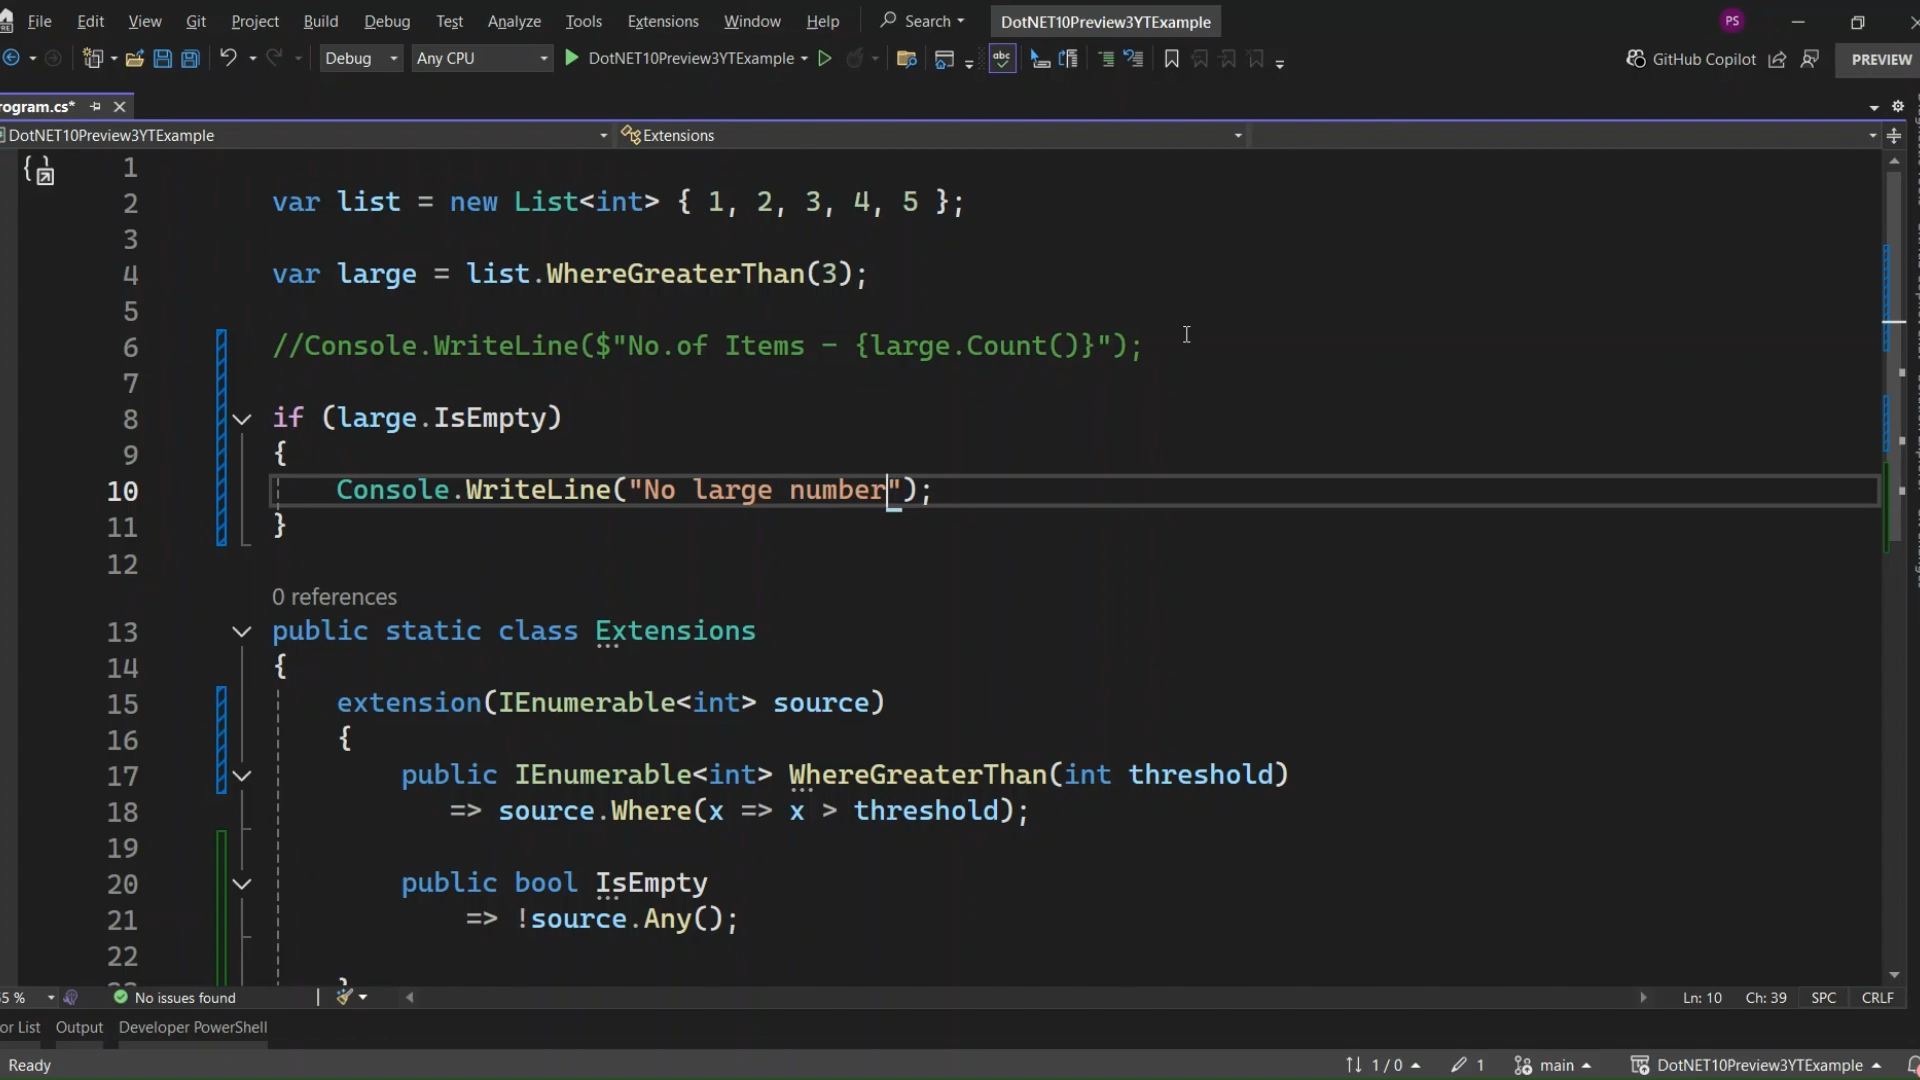 File Edit View Git Project Build Debug Test Analyze Tools Extensions Window Help Search DotNET10Preview3YTExample PS
Debug Any CPU DotNET10Preview3YTExample abc GitHub Copilot PREVIEW
rogram.cs*
DotNET10Preview3YTExample Extensions
1
2 var list = new List<int> { 1, 2, 3, 4, 5 };
3
4 var large = list.WhereGreaterThan(3);
5
6 //Console.WriteLine($"No.of Items - {large.Count()}");
7
8 if (large.IsEmpty)
9 {
10 Console.WriteLine("No large number");
11 }
12
0 references
13 public static class Extensions
14 {
15 extension(IEnumerable<int> source)
16 {
17 public IEnumerable<int> WhereGreaterThan(int threshold)
18 => source.Where(x => x > threshold);
19
20 public bool IsEmpty
21 => !source.Any();
22
5 % No issues found Ln: 10 Ch: 39 SPC CRLF
or List Output Developer PowerShell
Ready 1 / 0 1 main DotNET10Preview3YTExample